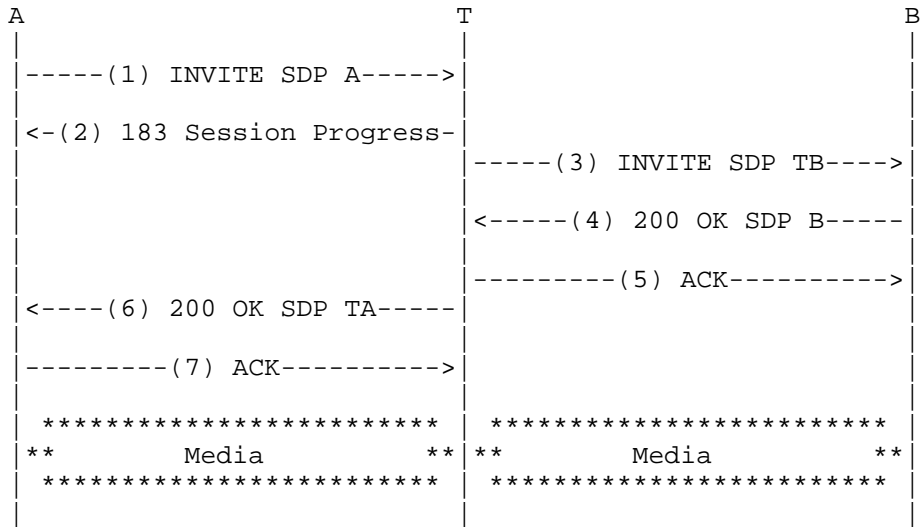 A T B
|-----(1) INVITE SDP A----->|
|<-(2) 183 Session Progress-|
|-----(3) INVITE SDP TB---->|
|<-----(4) 200 OK SDP B-----|
|---------(5) ACK---------->|
|<----(6) 200 OK SDP TA-----|
|---------(7) ACK---------->|
************************* *************************
|** Media **|** Media **|
************************* *************************